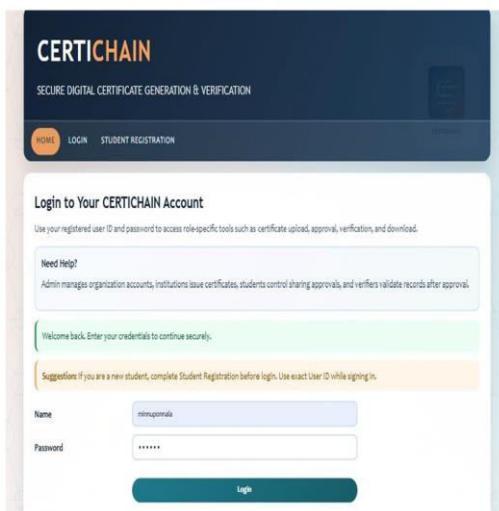 CERTICHAIN
SECURE DIGITAL CERTIFICATE GENERATION & VERIFICATION
HOME LOGIN STUDENT REGISTRATION
Login to Your CERTICHAIN Account
Use your registered user ID and password to access role-specific tools such as certificate upload, approval, verification, and download.
Need Help?
Admin manages organization accounts, institutions issue certificates, students control sharing approvals, and verifiers validate records after approval.
Welcome back. Enter your credentials to continue securely.
Suggestion: If you are a new student, complete Student Registration before login. Use exact User ID while signing in.
Name minnuponnala
Password ••••••
Login